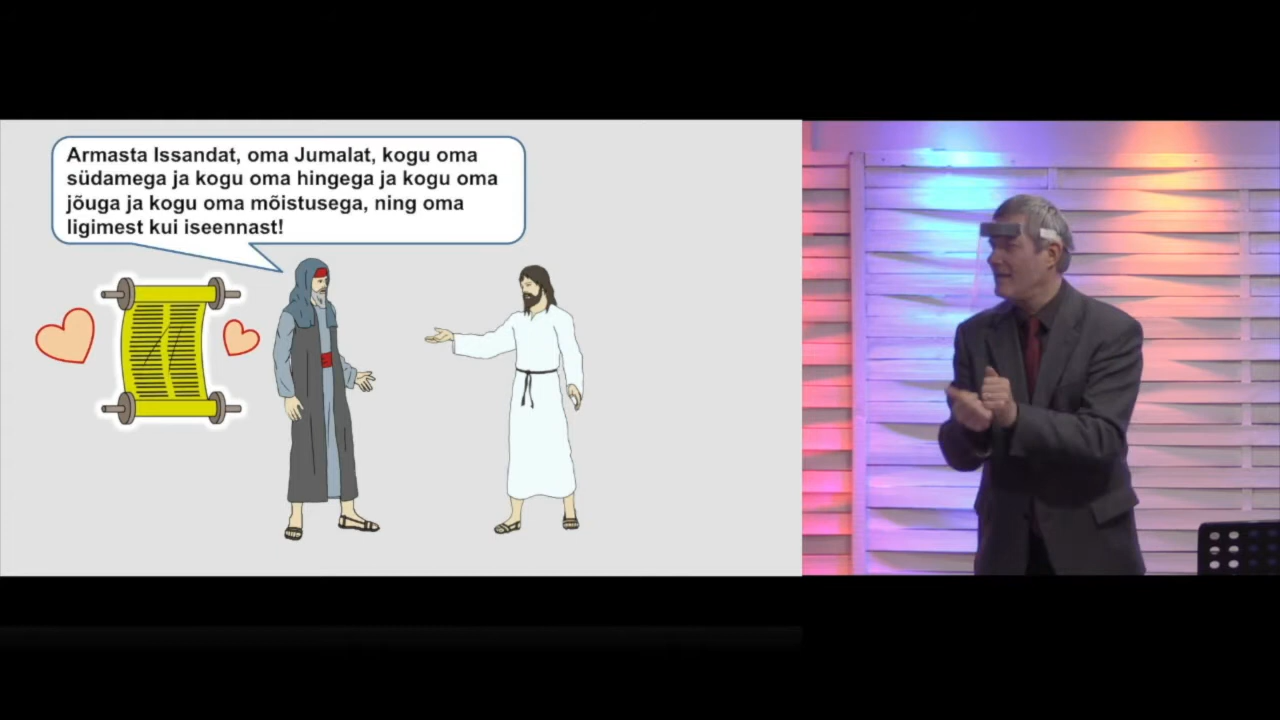 Armasta Issandat, oma Jumalat, kogu oma
südamega ja kogu oma hingega ja kogu oma
jõuga ja kogu oma mõistusega, ning oma
ligimest kui iseennast!